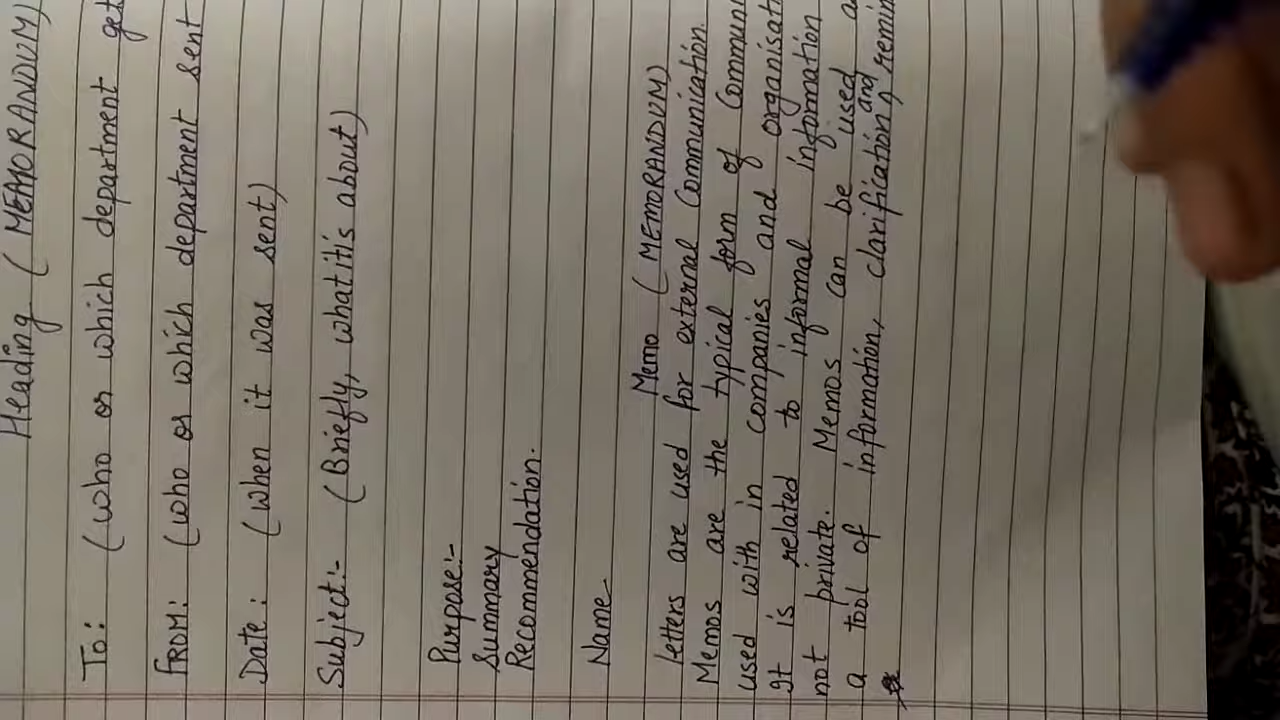 Heading (MEMORANDUM)
To: (who or which department get
FROM: (who or which department sent
Date: (when it was sent)
Subject:- (Briefly, what it is about)
Purpose:-
Summary
Recommendation.
Name
Memo (MEMORANDUM)
Letters are used for external Communication.
Memos are the typical form of Communi
used with in companies and organisat
It is related to informal information
not private. Memos can be used a
a tool of information, clarification and remin